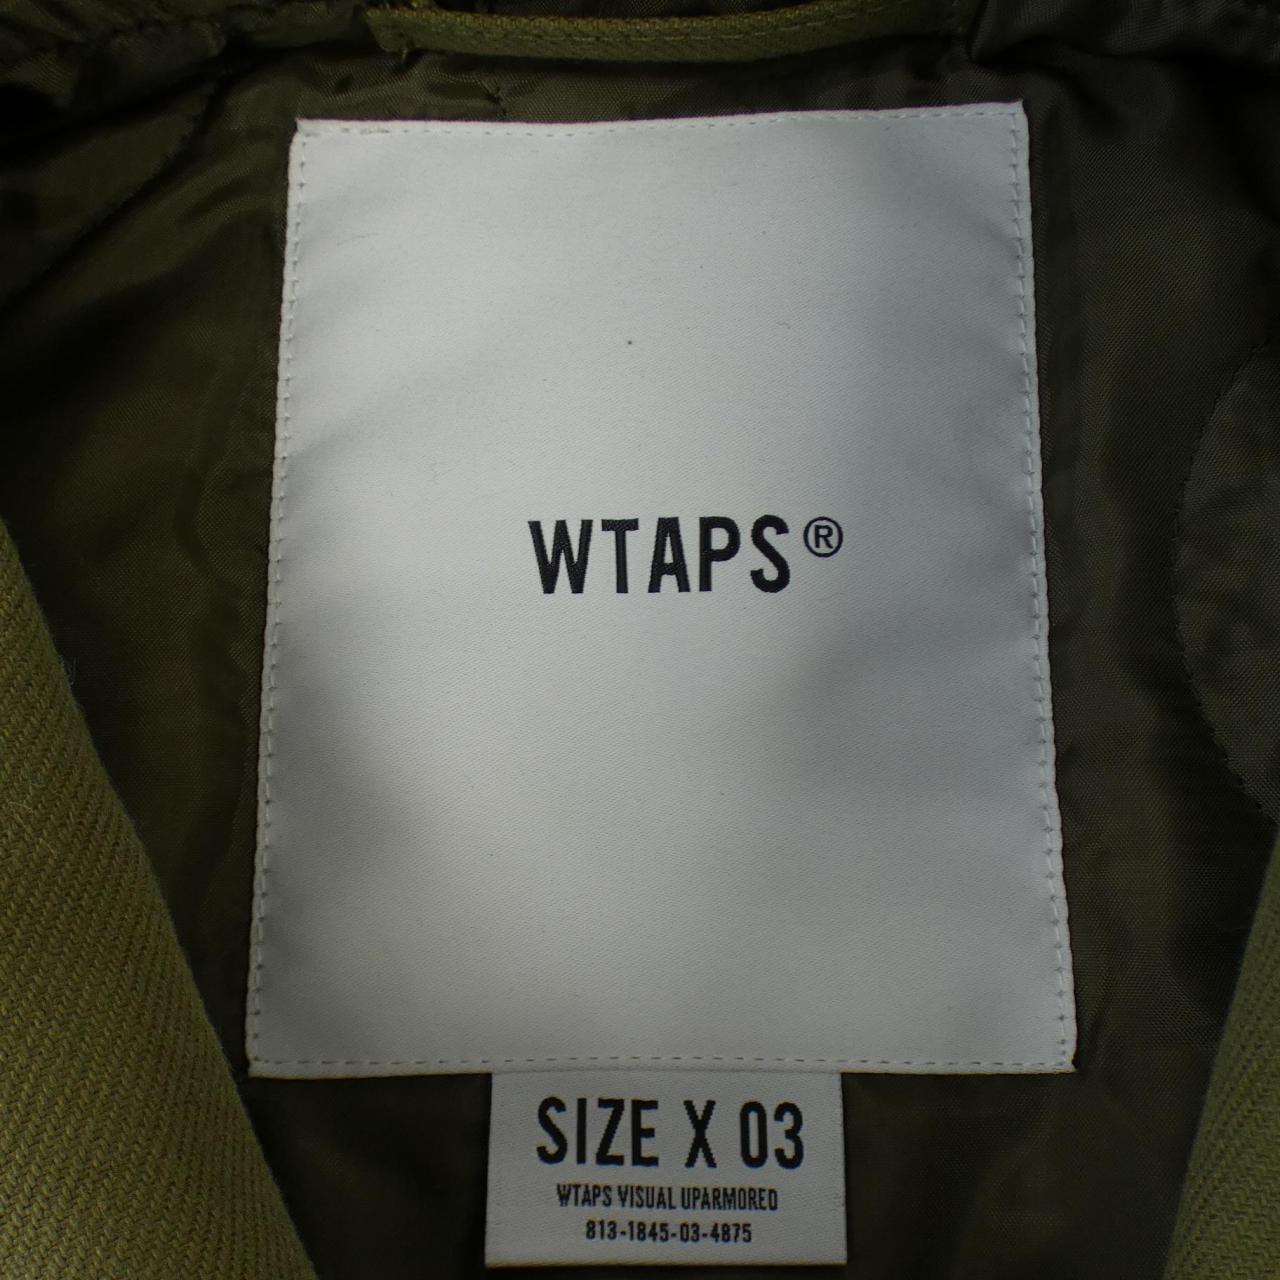 WTAPS®
SIZE X 03
WTAPS VISUAL UPARMORED
813-1845-03-4875